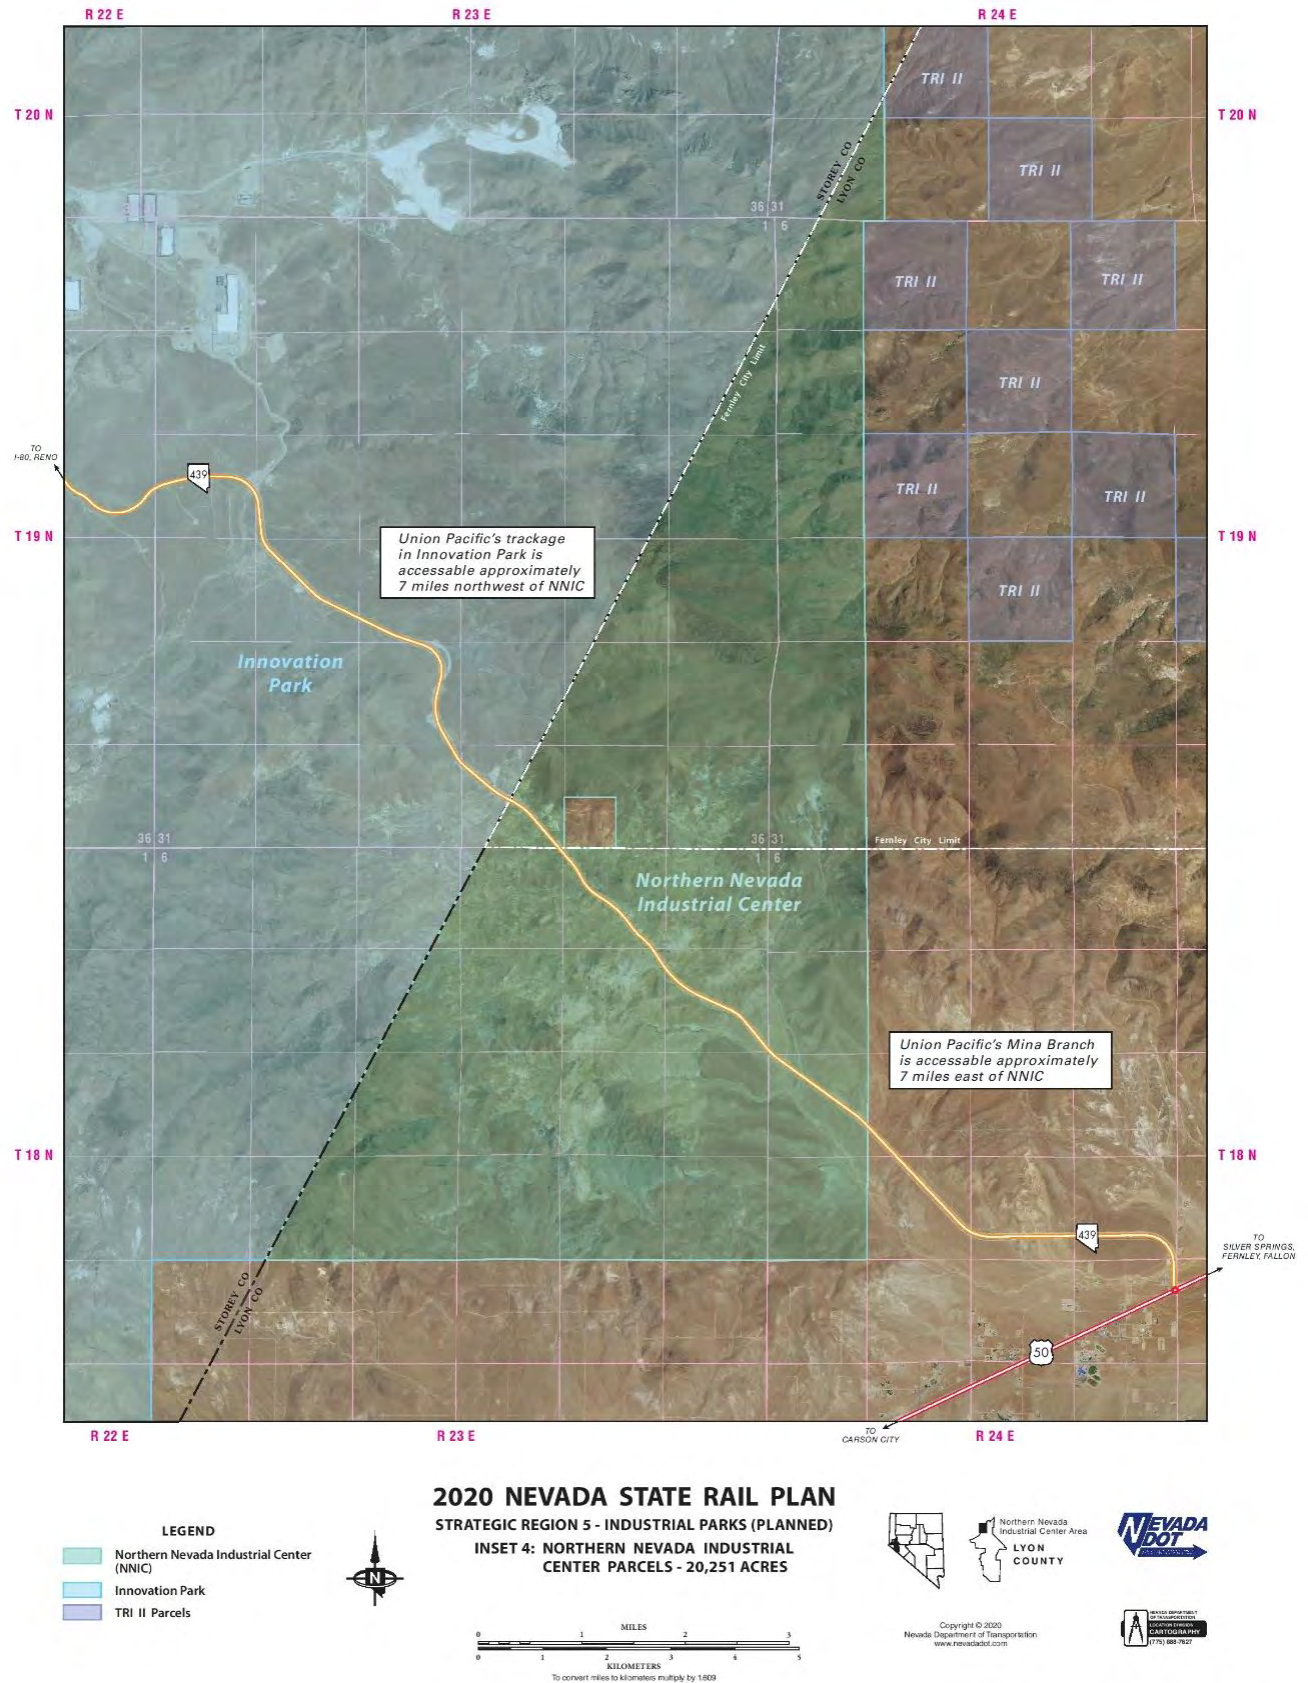 R 22 E
R 23 E
R 24 E
TRI II
T 20 N
T 20 N
STOREY CO
LYON CO
TRI II
36 31
1 6
TRI II
TRI II
Fernley City Limit
TRI II
TO
I-80, RENO
439
TRI II
TRI II
T 19 N
T 19 N
Union Pacific's trackage
in Innovation Park is
accessable approximately
7 miles northwest of NNIC
TRI II
Innovation
Park
36 31
1 6
36 31
1 6
Fernley City Limit
Northern Nevada
Industrial Center
Union Pacific's Mina Branch
is accessable approximately
7 miles east of NNIC
T 18 N
T 18 N
439
TO
SILVER SPRINGS,
FERNLEY, FALLON
STOREY CO
LYON CO
50
TO
CARSON CITY
R 22 E
R 23 E
R 24 E
2020 NEVADA STATE RAIL PLAN
STRATEGIC REGION 5 - INDUSTRIAL PARKS (PLANNED)
INSET 4: NORTHERN NEVADA INDUSTRIAL
CENTER PARCELS - 20,251 ACRES
LEGEND
Northern Nevada Industrial Center
(NNIC)
Innovation Park
TRI II Parcels
N
MILES
0 1 2 3
0 1 2 3 4 5
KILOMETERS
To convert miles to kilometers multiply by 1.609
Northern Nevada
Industrial Center Area
LYON
COUNTY
NEVADA
DOT
Copyright © 2020
Nevada Department of Transportation
www.nevadadot.com
NEVADA DEPARTMENT
OF TRANSPORTATION
LOCATION DIVISION
CARTOGRAPHY
(775) 888-7627